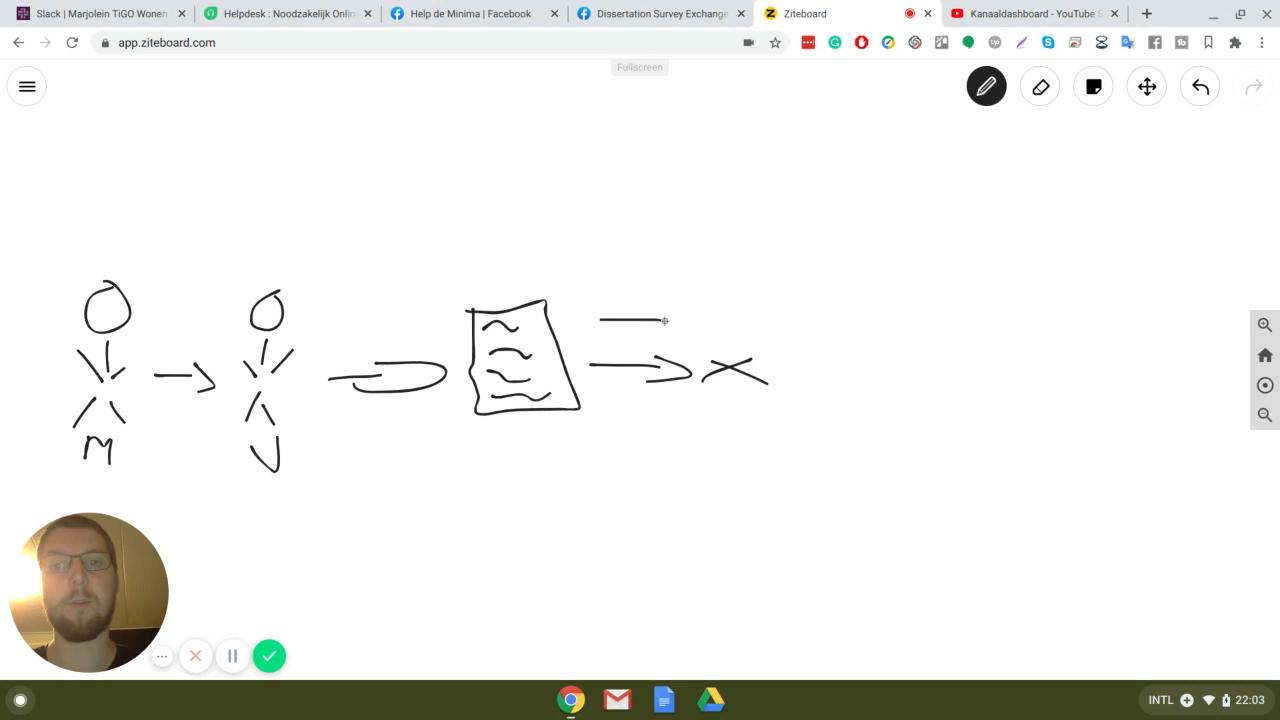 Slack | Marjolein TiGO Wonen
Helpdesk : Noodzakelijk Onlin
Help de Minima | Facebook
Dissertation Survey Exchange
Ziteboard
Kanaaldashboard - YouTube S
app.ziteboard.com
Fullscreen
M
V
INTL
22:03